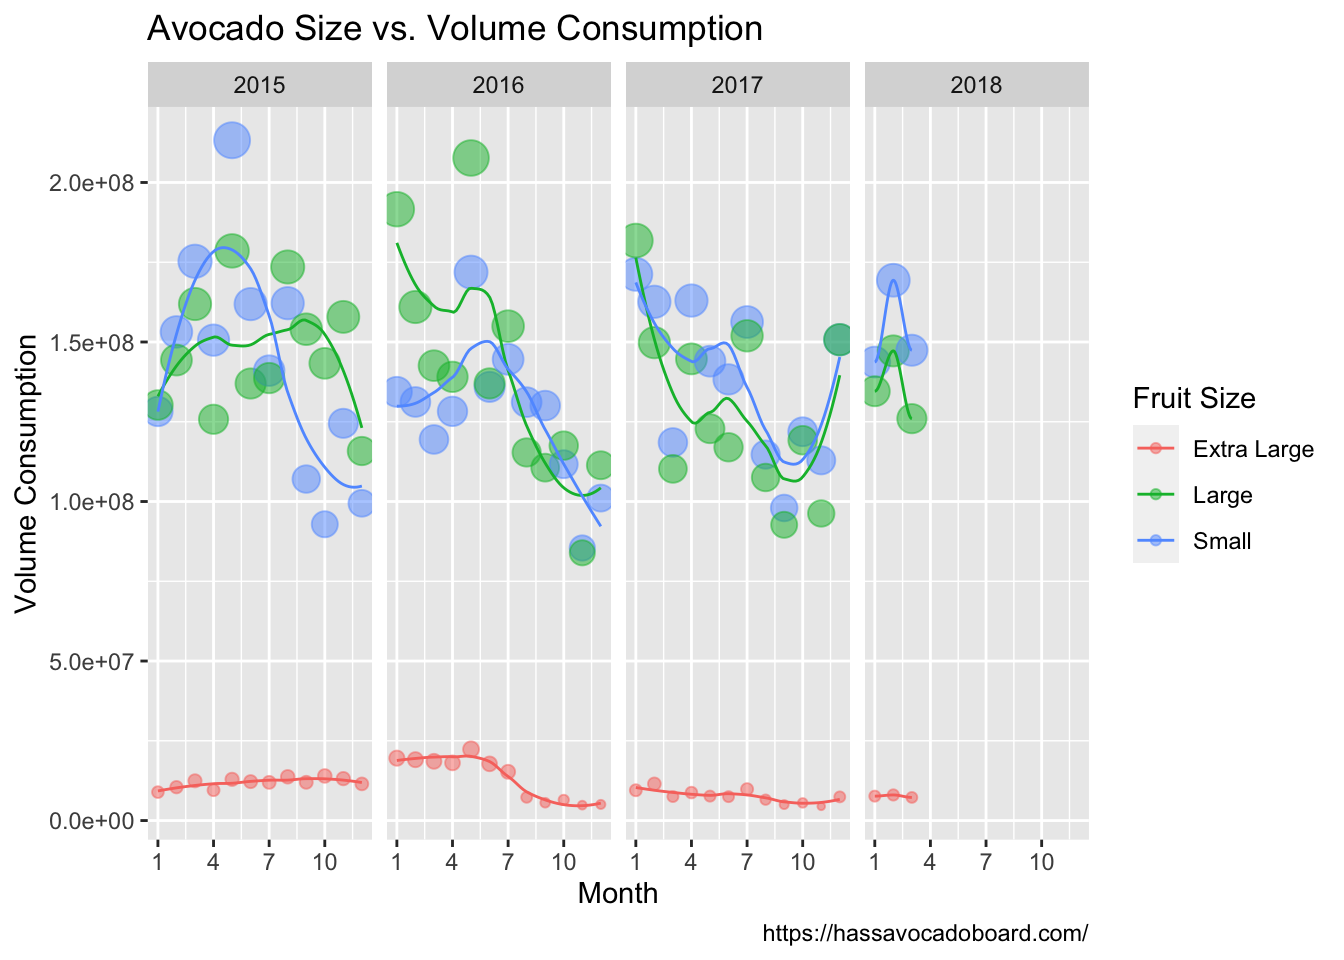 Avocado Size vs. Volume Consumption
2015 2016 2017 2018
Volume Consumption
2.0e+08
1.5e+08
1.0e+08
5.0e+07
0.0e+00
1 4 7 10 1 4 7 10 1 4 7 10 1 4 7 10
Month
Fruit Size
Extra Large
Large
Small
https://hassavocadoboard.com/